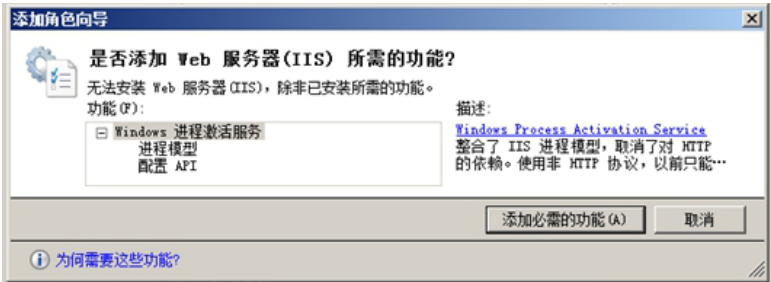 添加角色向导
是否添加 Web 服务器(IIS) 所需的功能?
无法安装 Web 服务器(IIS)，除非已安装所需的功能。
功能(F):
Windows 进程激活服务
进程模型
配置 API
描述:
Windows Process Activation Service
整合了 IIS 进程模型，取消了对 HTTP
的依赖。使用非 HTTP 协议，以前只能…
添加必需的功能(A)
取消
为何需要这些功能?